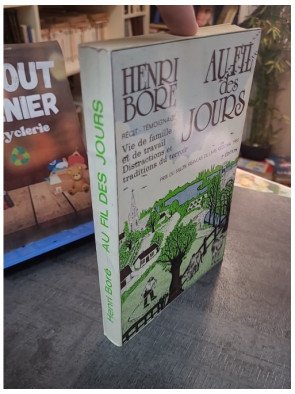 HENRI
BORÉ
AU FIL
des
JOURS
RÉCIT - TÉMOIGNAGE
Vie de famille
et de travail
Distractions et
traditions du terroir
Henri Boré AU FIL DES JOURS
OUT
NIER
yclerie